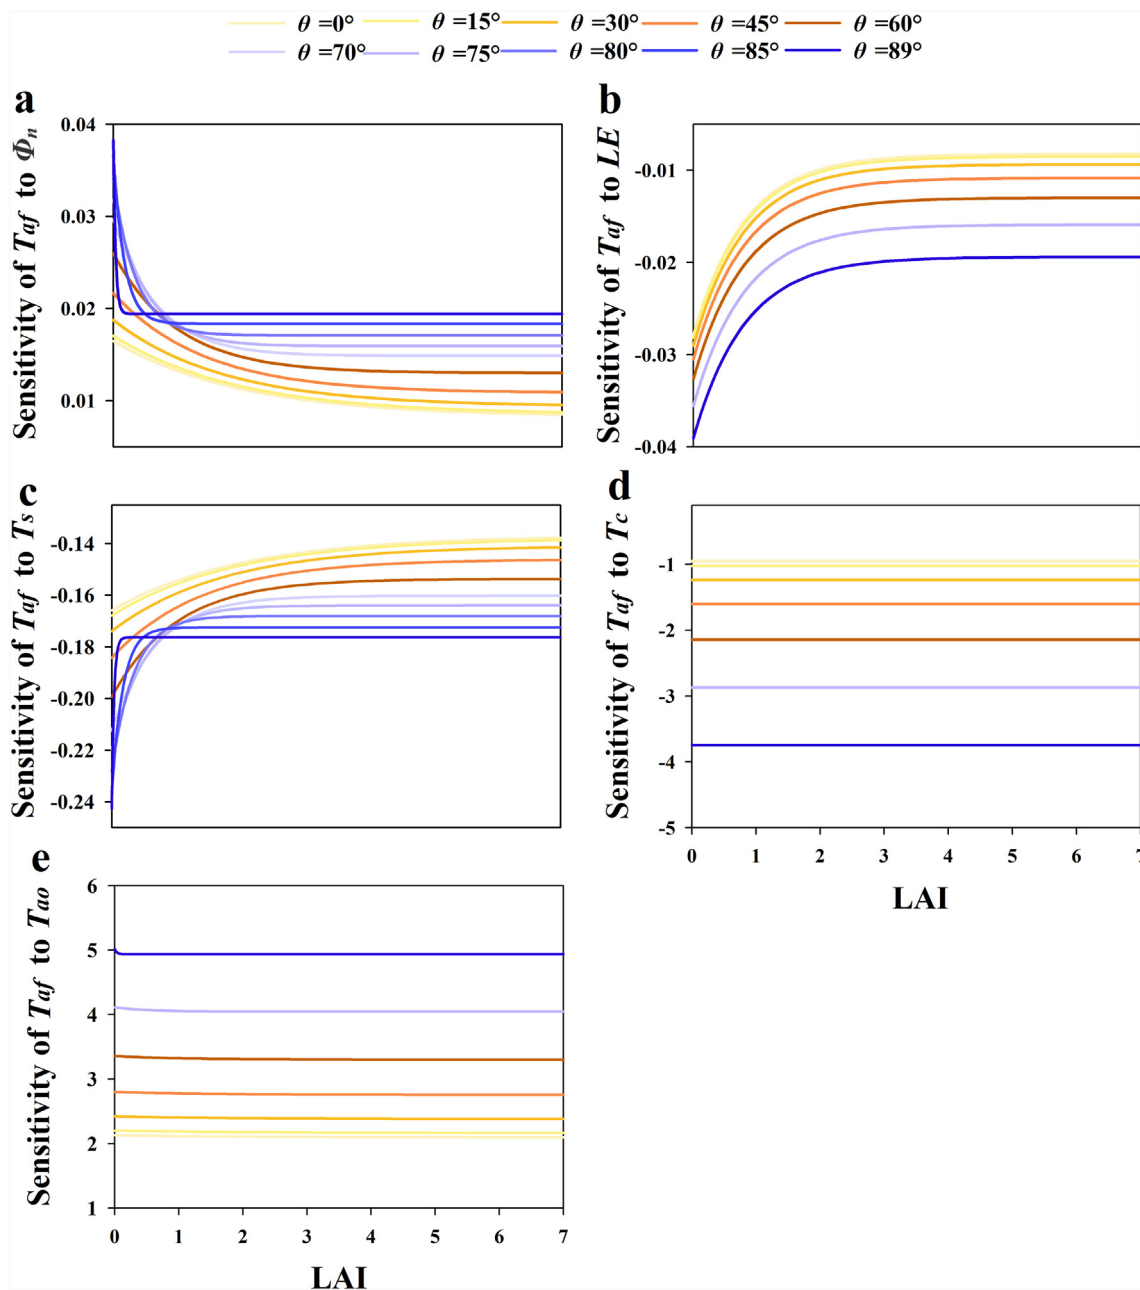 θ =0° θ =15° θ =30° θ =45° θ =60°
θ =70° θ =75° θ =80° θ =85° θ =89°
a
Sensitivity of Taf to Φn
0.04
0.03
0.02
0.01
b
Sensitivity of Taf to LE
-0.01
-0.02
-0.03
-0.04
c
Sensitivity of Taf to Ts
-0.14
-0.16
-0.18
-0.20
-0.22
-0.24
d
Sensitivity of Taf to Tc
-1
-2
-3
-4
-5
0 1 2 3 4 5 6 7
LAI
e
Sensitivity of Taf to Tao
6
5
4
3
2
1
0 1 2 3 4 5 6 7
LAI